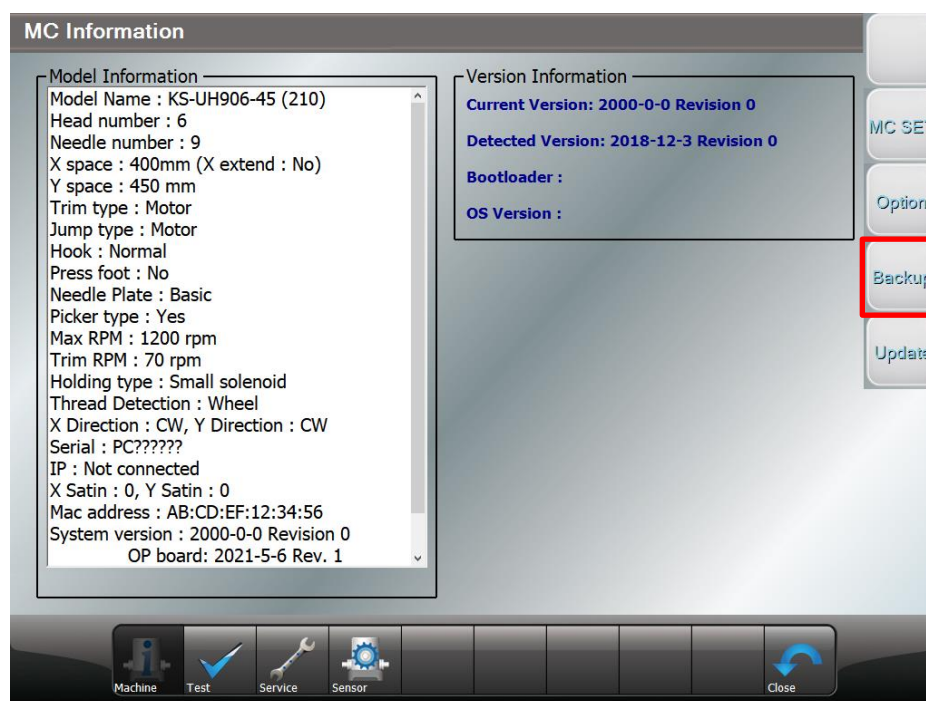 MC Information
Model Information
Model Name : KS-UH906-45 (210)
Head number : 6
Needle number : 9
X space : 400mm (X extend : No)
Y space : 450 mm
Trim type : Motor
Jump type : Motor
Hook : Normal
Press foot : No
Needle Plate : Basic
Picker type : Yes
Max RPM : 1200 rpm
Trim RPM : 70 rpm
Holding type : Small solenoid
Thread Detection : Wheel
X Direction : CW, Y Direction : CW
Serial : PC??????
IP : Not connected
X Satin : 0, Y Satin : 0
Mac address : AB:CD:EF:12:34:56
System version : 2000-0-0 Revision 0
OP board: 2021-5-6 Rev. 1
Version Information
Current Version: 2000-0-0 Revision 0
Detected Version: 2018-12-3 Revision 0
Bootloader :
OS Version :
MC SE
Option
Backup
Update
Machine
Test
Service
Sensor
Close